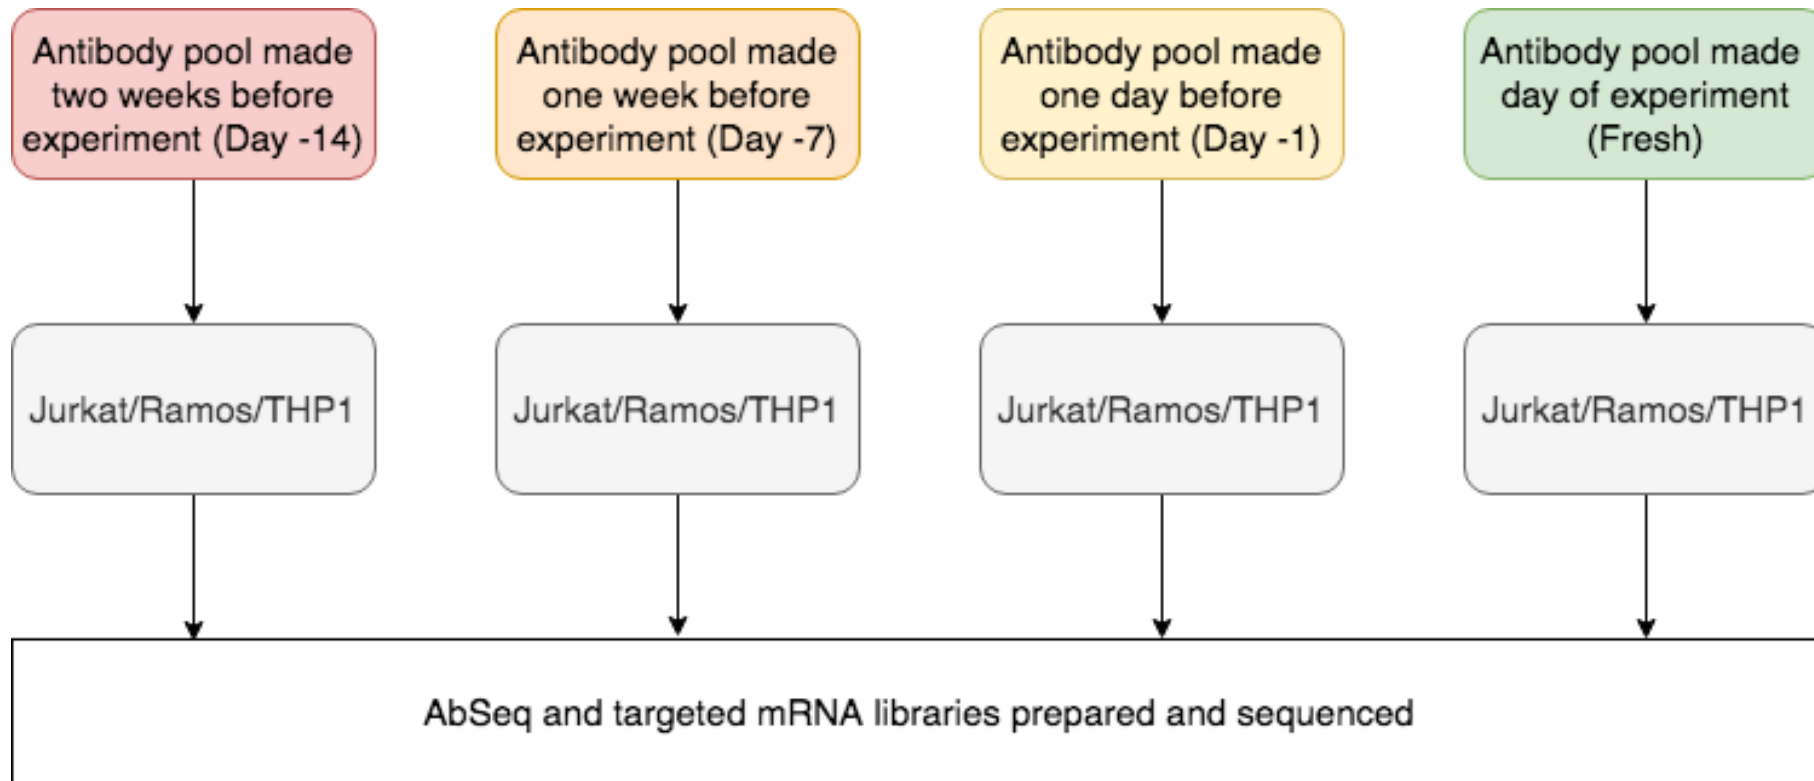 Antibody pool made
two weeks before
experiment (Day -14)
Antibody pool made
one week before
experiment (Day -7)
Antibody pool made
one day before
experiment (Day -1)
Antibody pool made
day of experiment
(Fresh)
Jurkat/Ramos/THP1
Jurkat/Ramos/THP1
Jurkat/Ramos/THP1
Jurkat/Ramos/THP1
AbSeq and targeted mRNA libraries prepared and sequenced